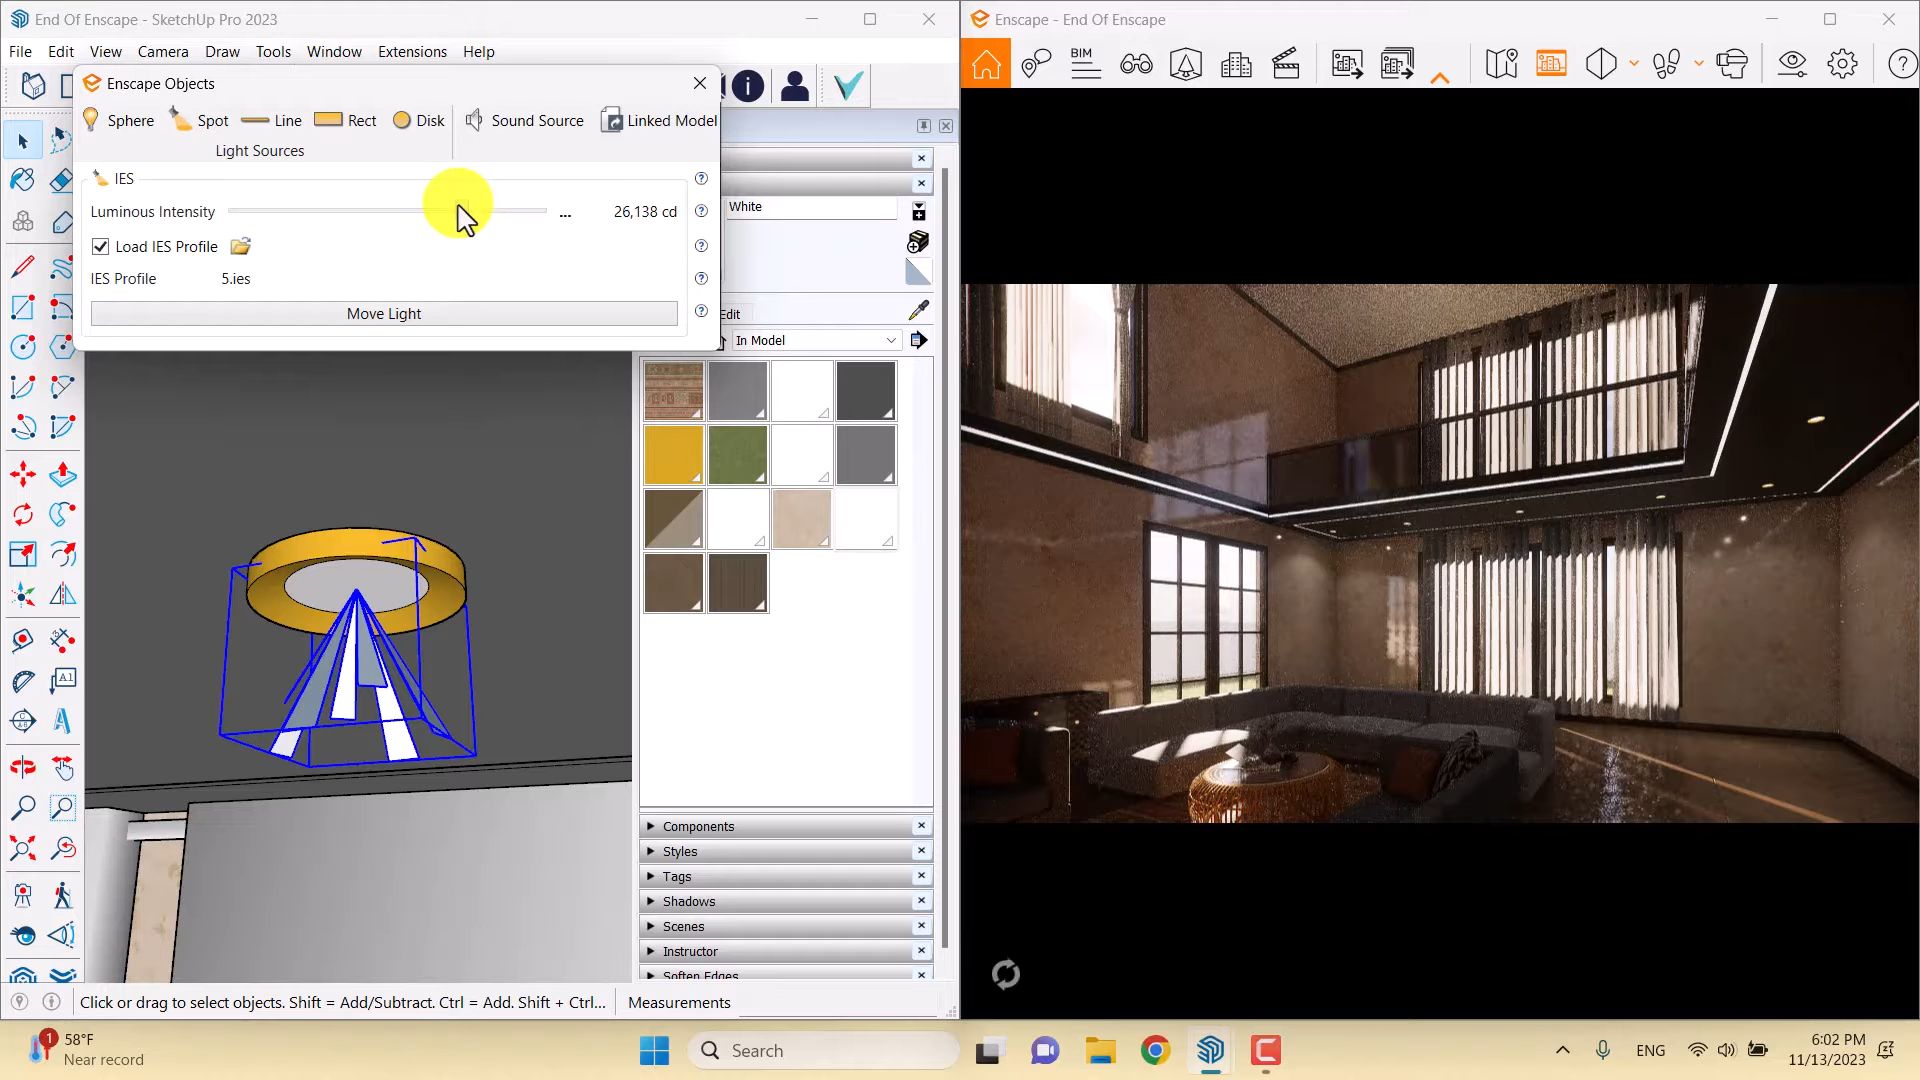 End Of Enscape - SketchUp Pro 2023
File Edit View Camera Draw Tools Window Extensions Help
Enscape Objects
Sphere Spot Line Rect Disk Sound Source Linked Model
Light Sources
IES
Luminous Intensity ... 26,138 cd
Load IES Profile
IES Profile 5.ies
Move Light
White
Edit
In Model
Components
Styles
Tags
Shadows
Scenes
Instructor
Soften Edges
Click or drag to select objects. Shift = Add/Subtract. Ctrl = Add. Shift + Ctrl...
Measurements
Enscape - End Of Enscape
BIM
1
58°F
Near record
Search
ENG
6:02 PM
11/13/2023